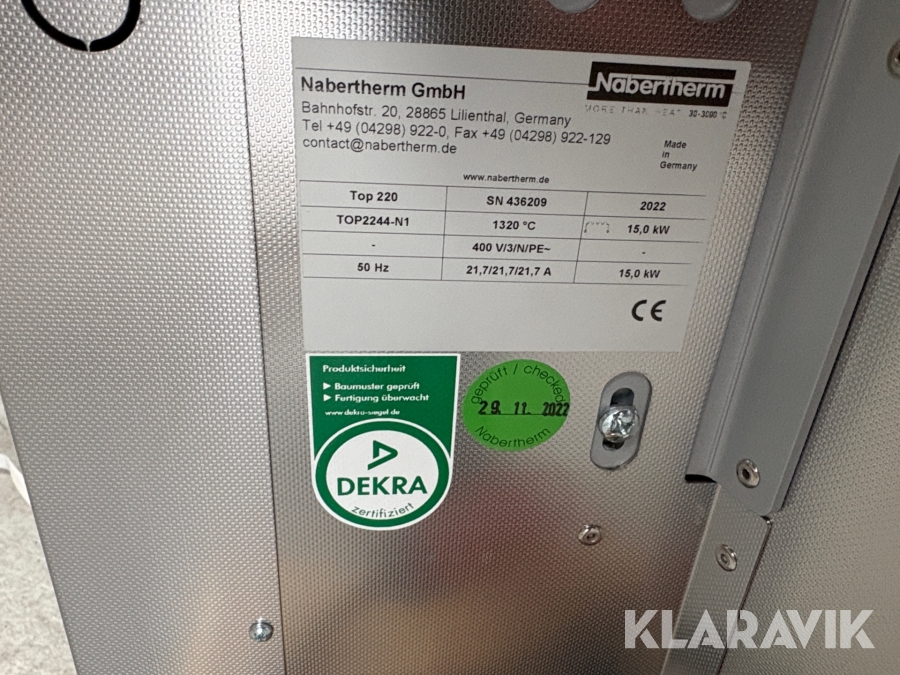 Nabertherm GmbH
Bahnhofstr. 20, 28865 Lilienthal, Germany
Tel +49 (04298) 922-0, Fax +49 (04298) 922-129
contact@nabertherm.de
Nabertherm
MORE THAN HEAT 30-3000 °C
Made
in
Germany
www.nabertherm.de
Top 220 SN 436209 2022
TOP2244-N1 1320 °C 15,0 kW
- 400 V/3/N/PE~ -
50 Hz 21,7/21,7/21,7 A 15,0 kW
CE
Produktsicherheit
Baumuster geprüft
Fertigung überwacht
www.dekra-siegel.de
DEKRA
zertifiziert
geprüft / checked
29. 11. 2022
Nabertherm
KLARAVIK